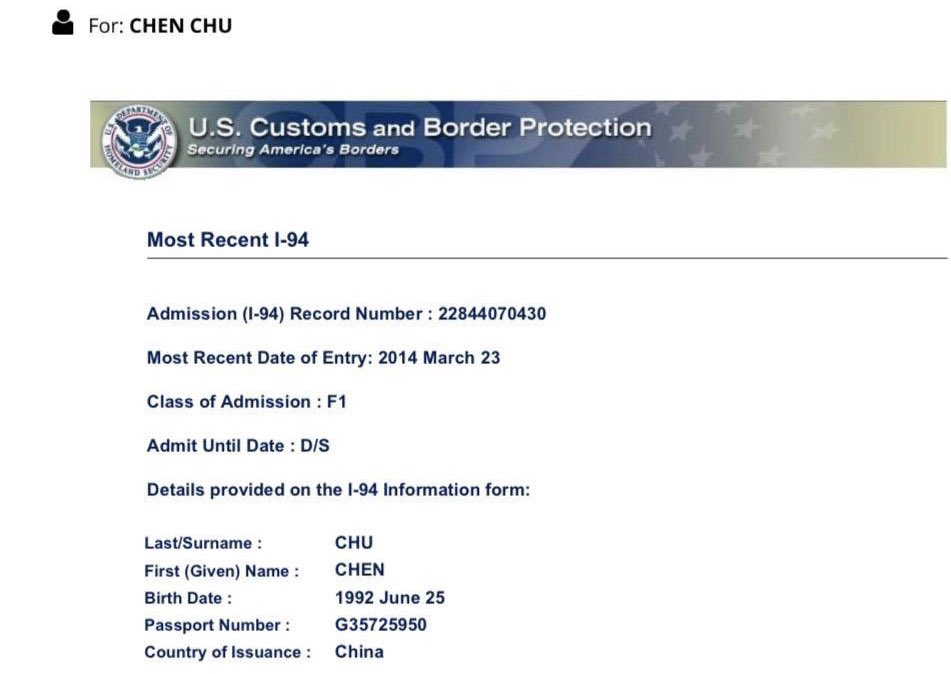 For: CHEN CHU
U.S. DEPARTMENT OF HOMELAND SECURITY
U.S. Customs and Border Protection
Securing America's Borders
CBP
Most Recent I-94
Admission (I-94) Record Number : 22844070430
Most Recent Date of Entry: 2014 March 23
Class of Admission : F1
Admit Until Date : D/S
Details provided on the I-94 Information form:
Last/Surname : CHU
First (Given) Name : CHEN
Birth Date : 1992 June 25
Passport Number : G35725950
Country of Issuance : China